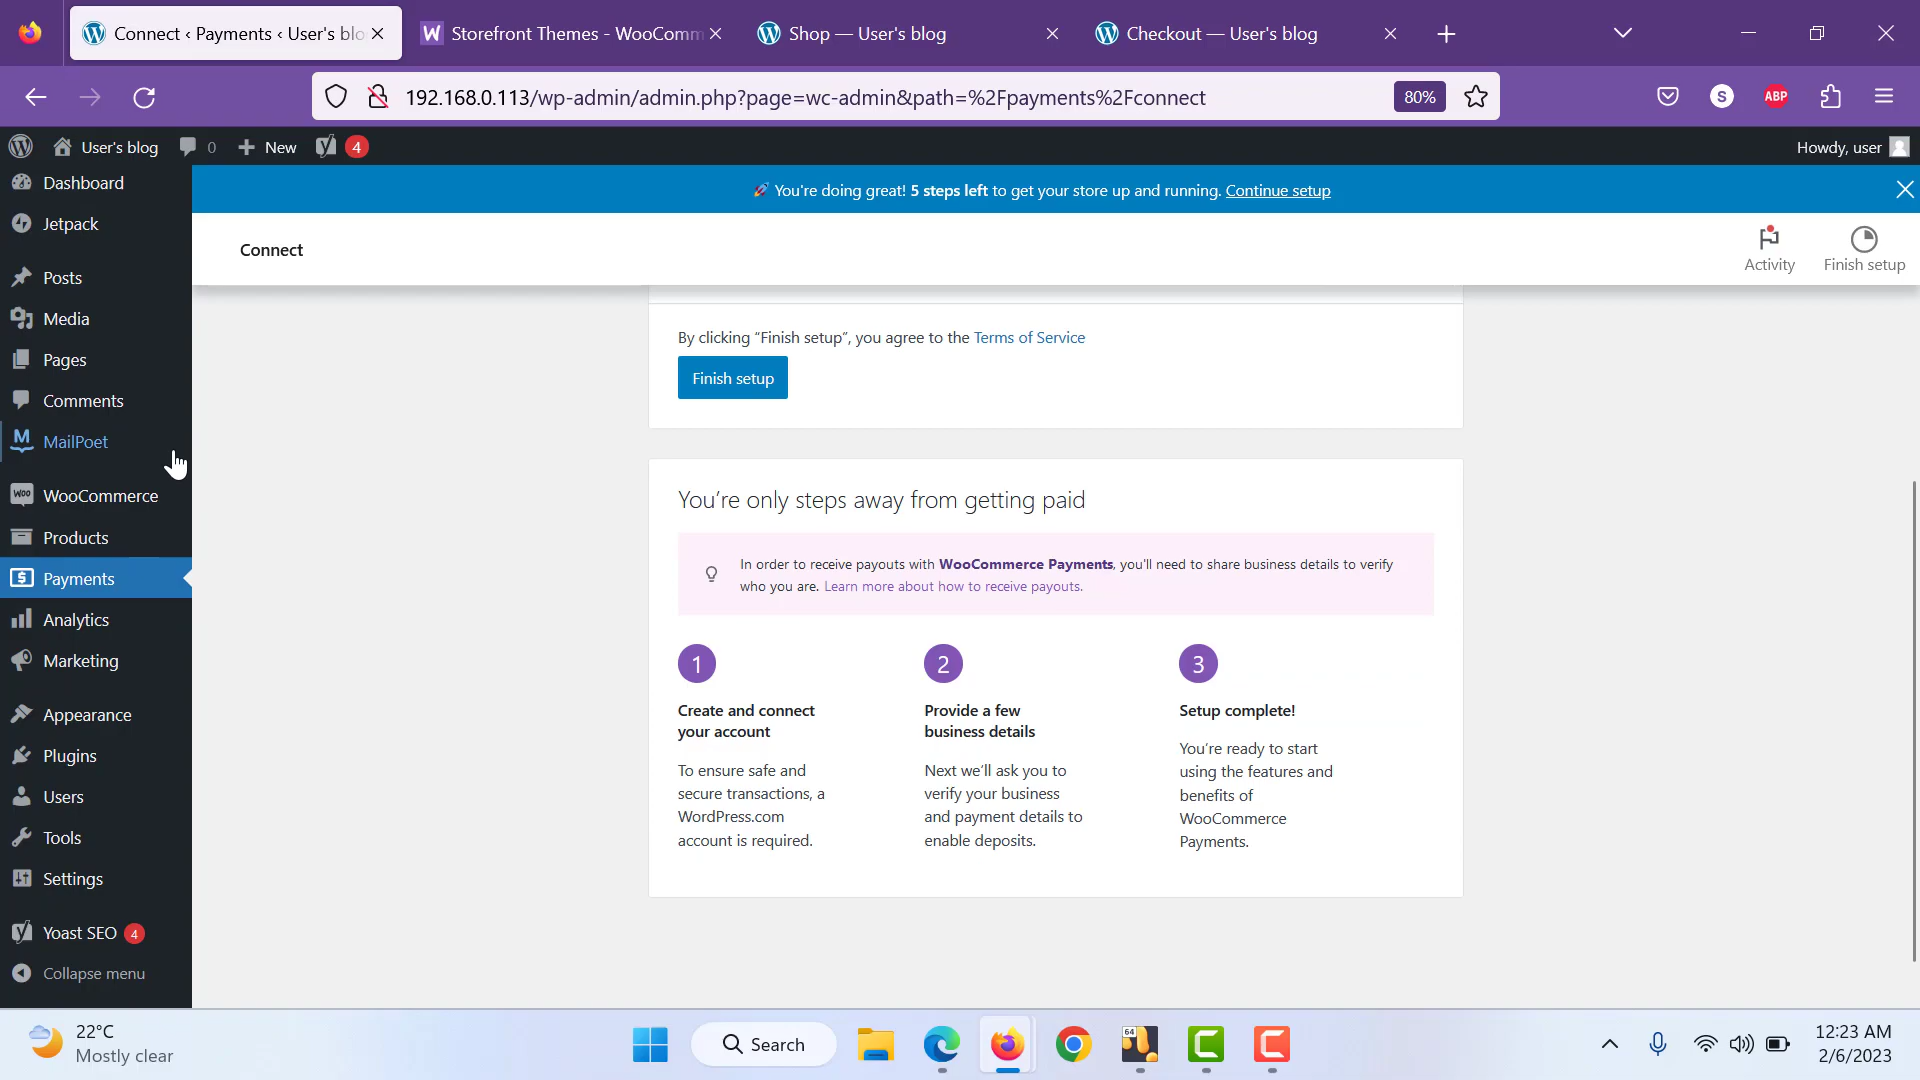 Connect ‹ Payments ‹ User's blo
Storefront Themes - WooComm
Shop — User's blog
Checkout — User's blog
192.168.0.113/wp-admin/admin.php?page=wc-admin&path=%2Fpayments%2Fconnect
80%
S
ABP
User's blog
0
New
4
Howdy, user
Dashboard
Jetpack
Posts
Media
Pages
Comments
MailPoet
WooCommerce
Products
Payments
Analytics
Marketing
Appearance
Plugins
Users
Tools
Settings
Yoast SEO 4
Collapse menu
🚀 You're doing great! 5 steps left to get your store up and running. Continue setup
Connect
Activity
Finish setup
By clicking “Finish setup”, you agree to the Terms of Service
Finish setup
You’re only steps away from getting paid
In order to receive payouts with WooCommerce Payments, you'll need to share business details to verify
who you are. Learn more about how to receive payouts.
1
Create and connect
your account
To ensure safe and
secure transactions, a
WordPress.com
account is required.
2
Provide a few
business details
Next we’ll ask you to
verify your business
and payment details to
enable deposits.
3
Setup complete!
You’re ready to start
using the features and
benefits of
WooCommerce
Payments.
22°C
Mostly clear
Search
64
12:23 AM
2/6/2023